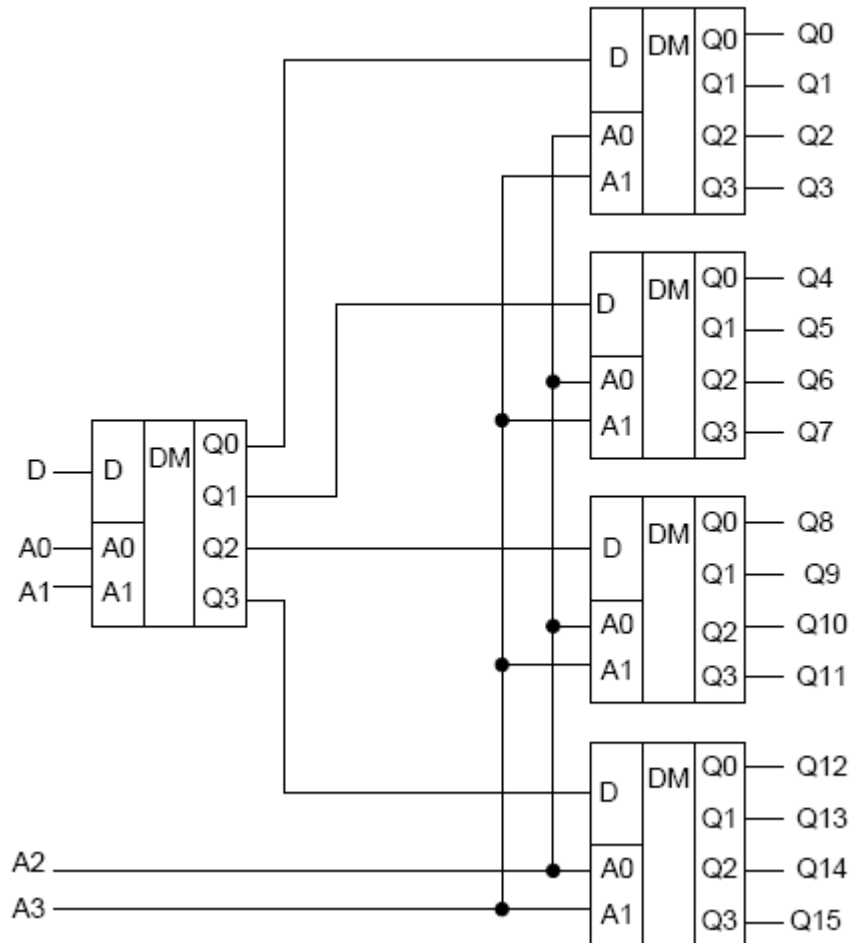 D DM Q0 Q0
Q1 Q1
A0 Q2 Q2
A1 Q3 Q3
D DM Q0 Q4
Q1 Q5
A0 Q2 Q6
A1 Q3 Q7
D D DM Q0
Q1
A0 A0 Q2
A1 A1 Q3
D DM Q0 Q8
Q1 Q9
A0 Q2 Q10
A1 Q3 Q11
D DM Q0 Q12
Q1 Q13
A2 A0 Q2 Q14
A3 A1 Q3 Q15